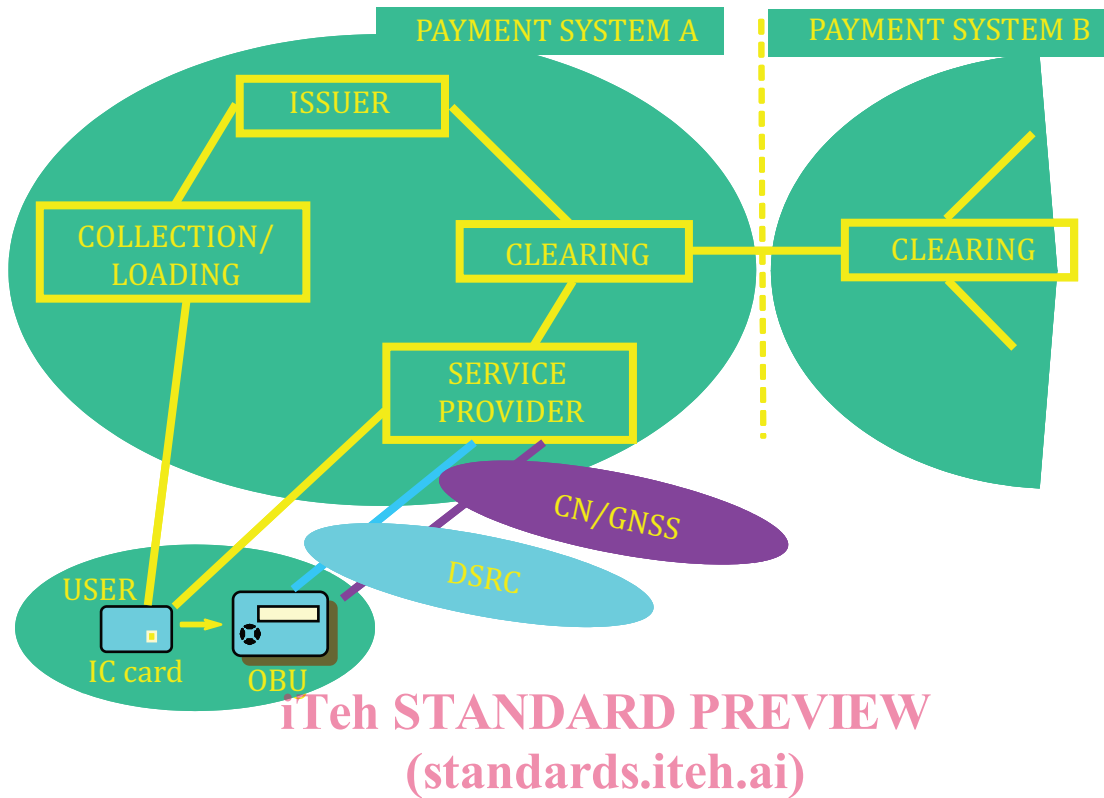 PAYMENT SYSTEM A
PAYMENT SYSTEM B
ISSUER
COLLECTION/
LOADING
CLEARING
CLEARING
SERVICE
PROVIDER
CN/GNSS
DSRC
USER
IC card
OBU
iTeh STANDARD PREVIEW
(standards.iteh.ai)